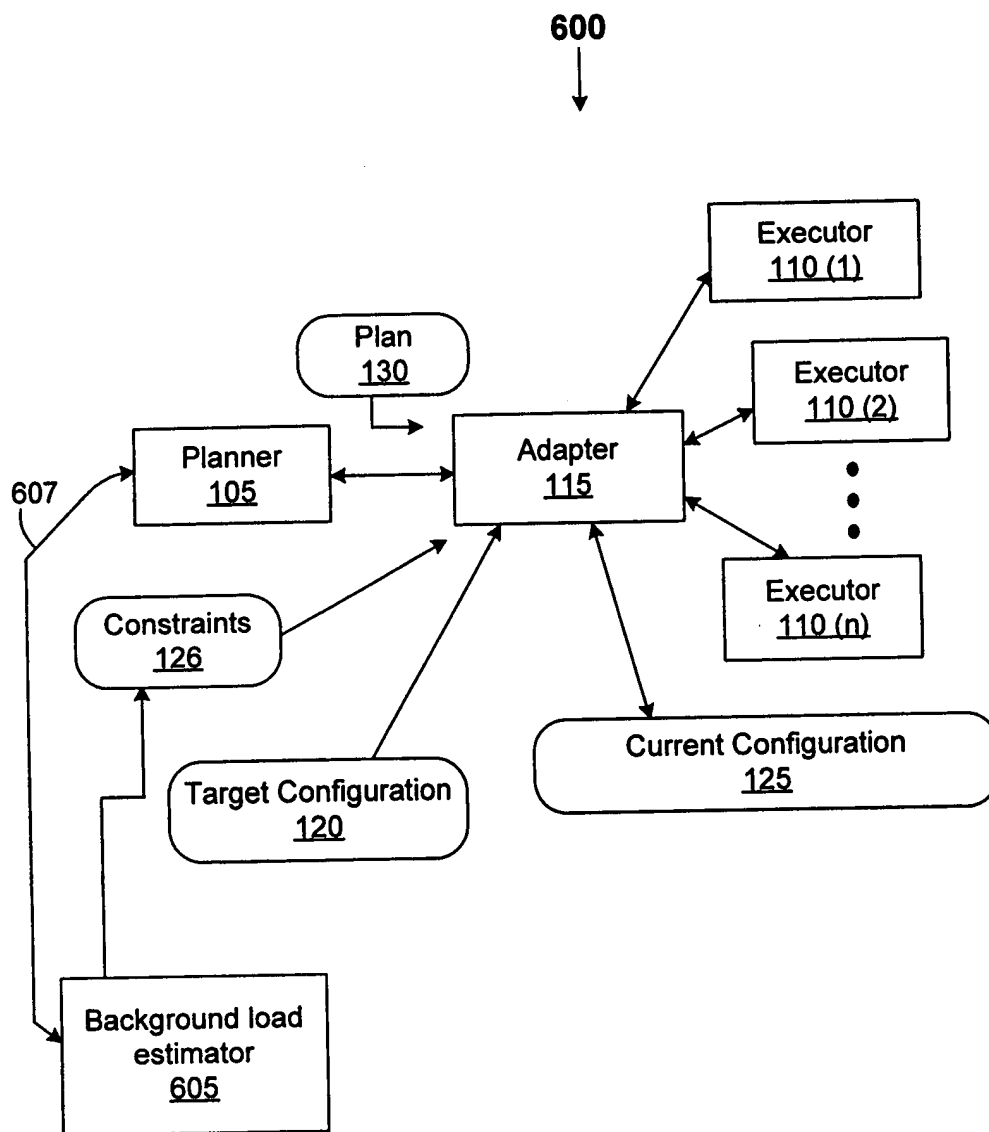 600
Executor
110 (1)
Plan
130
Executor
110 (2)
Planner
105
Adapter
115
607
Executor
110 (n)
Constraints
126
Current Configuration
125
Target Configuration
120
Background load
estimator
605